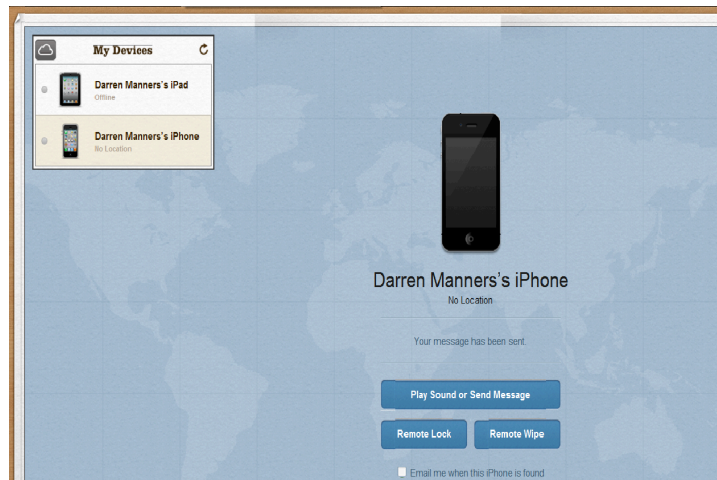 My Devices
Darren Manners's iPad
Offline
Darren Manners's iPhone
No Location
Darren Manners's iPhone
No Location
Your message has been sent.
Play Sound or Send Message
Remote Lock
Remote Wipe
Email me when this iPhone is found